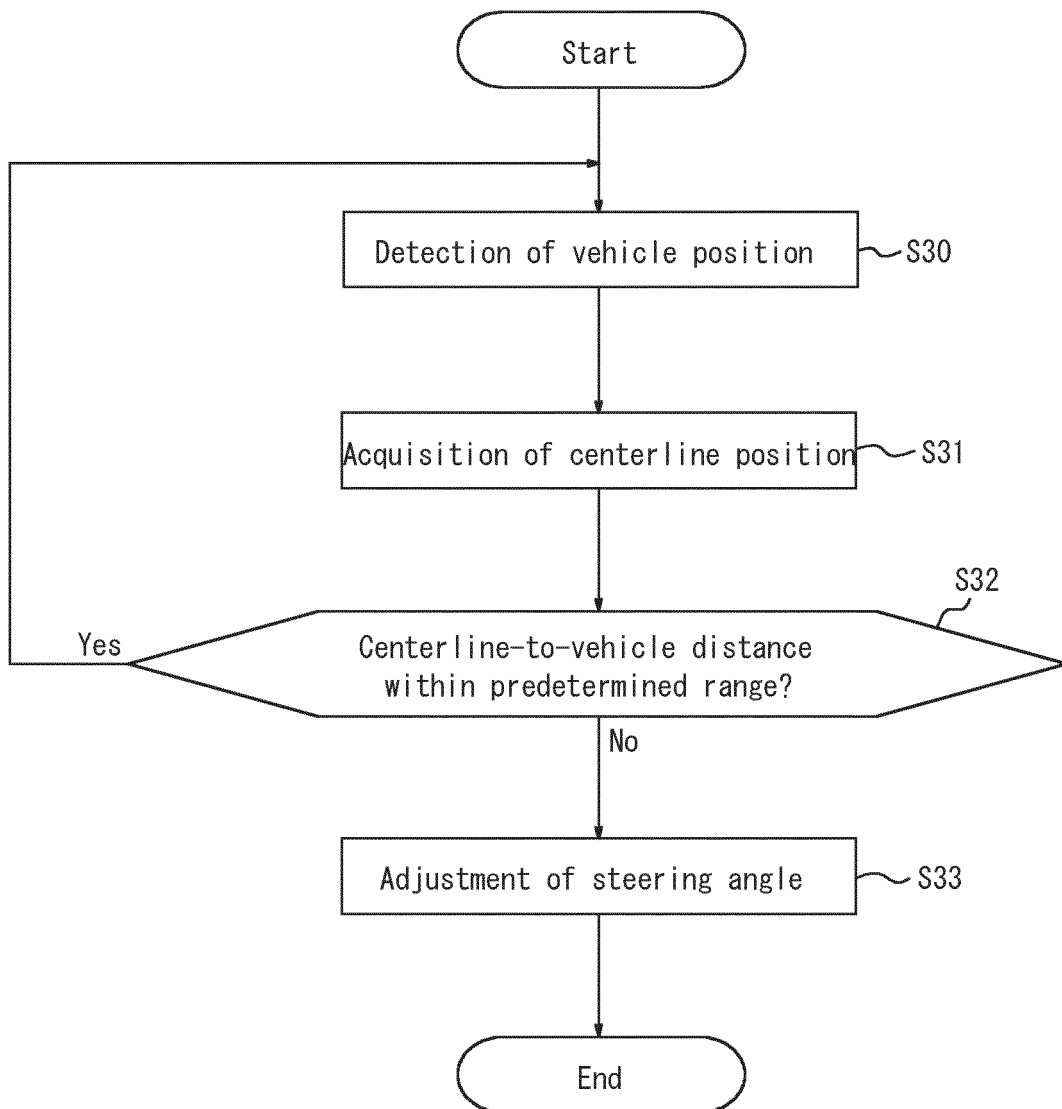 Start
Detection of vehicle position
S30
Acquisition of centerline position
S31
S32
Yes
Centerline-to-vehicle distance
within predetermined range?
No
Adjustment of steering angle
S33
End